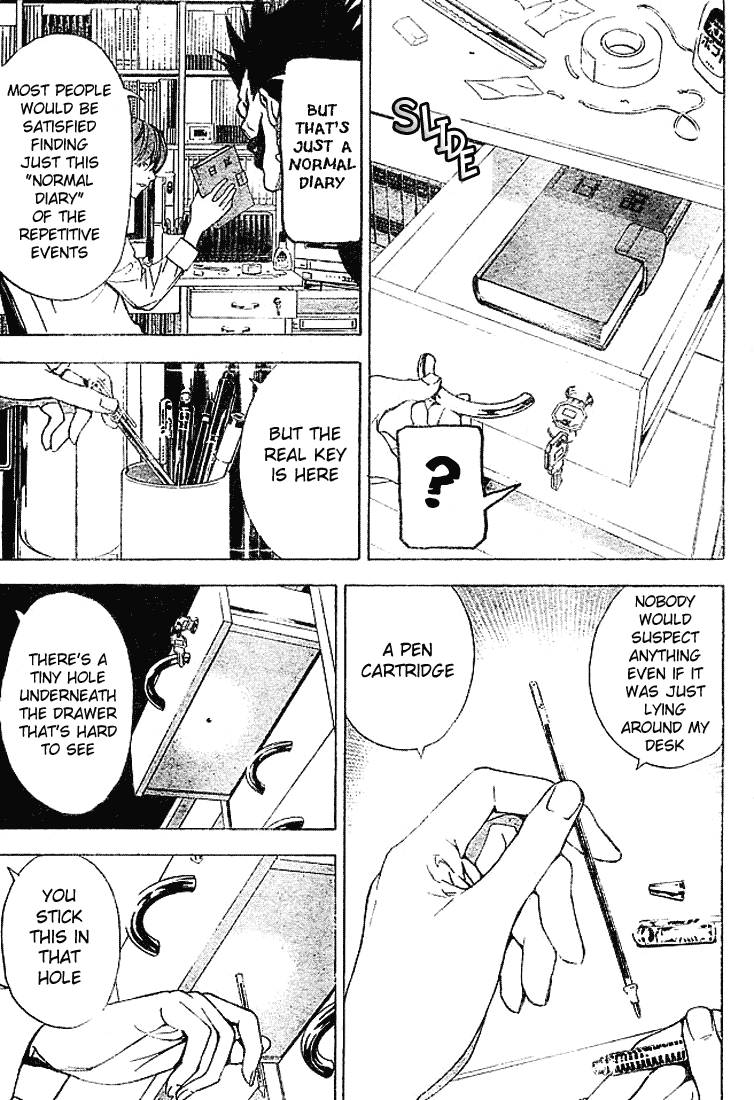 SLIDE
?
BUT
THAT'S
JUST A
NORMAL
DIARY
MOST PEOPLE
WOULD BE
SATISFIED
FINDING
JUST THIS
"NORMAL
DIARY"
OF THE
REPETITIVE
EVENTS
BUT THE
REAL KEY
IS HERE
NOBODY
WOULD
SUSPECT
ANYTHING
EVEN IF IT
WAS JUST
LYING
AROUND MY
DESK
A PEN
CARTRIDGE
THERE'S A
TINY HOLE
UNDERNEATH
THE DRAWER
THAT'S HARD
TO SEE
YOU
STICK
THIS IN
THAT
HOLE